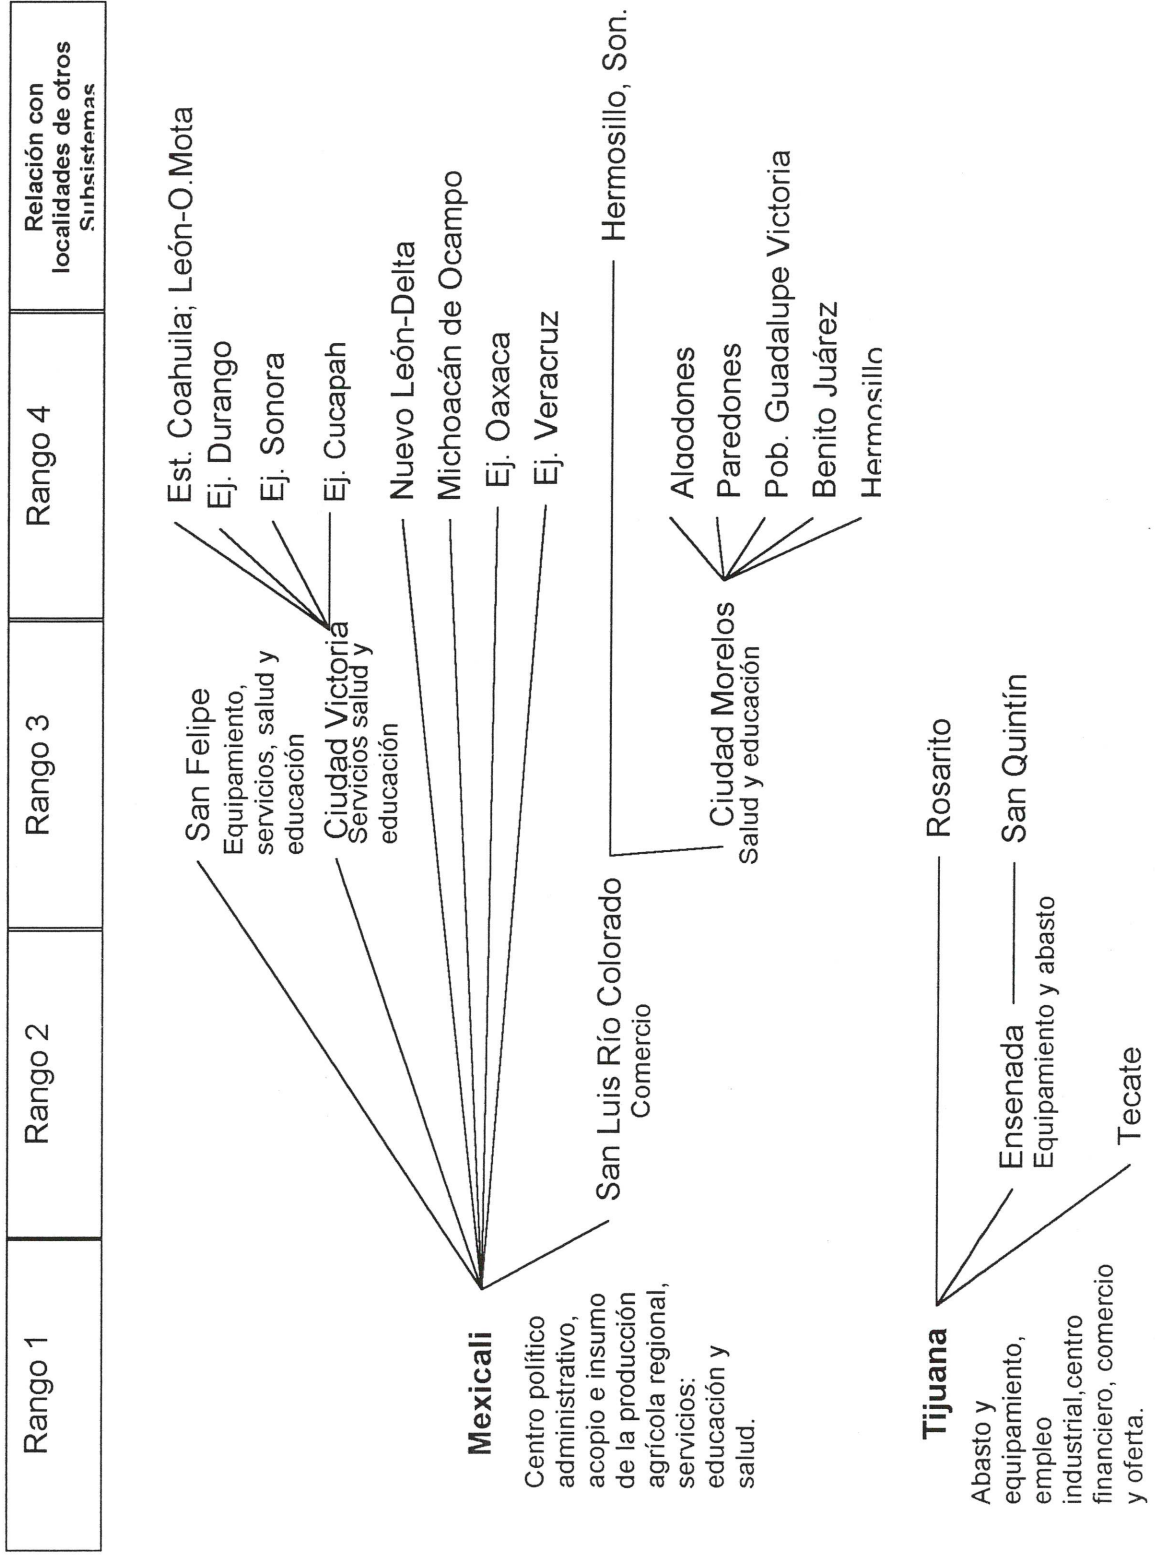 Rango 1
Rango 2
Rango 3
Rango 4
Relación con
localidades de otros
Subsistemas
Mexicali
Centro político
administrativo,
acopio e insumo
de la producción
agrícola regional,
servicios:
educación y
salud.
San Felipe
Equipamiento,
servicios, salud y
educación
Ciudad Victoria
Servicios salud y
educación
Est. Coahuila; León-O.Mota
Ej. Durango
Ej. Sonora
Ej. Cucapah
Nuevo León-Delta
Michoacán de Ocampo
Ej. Oaxaca
Ej. Veracruz
San Luis Río Colorado
Comercio
Hermosillo, Son.
Ciudad Morelos
Salud y educación
Algodones
Paredones
Pob. Guadalupe Victoria
Benito Juárez
Hermosillo
Tijuana
Abasto y
equipamiento,
empleo
industrial,centro
financiero, comercio
y oferta.
Rosarito
Ensenada
Equipamiento y abasto
San Quintín
Tecate